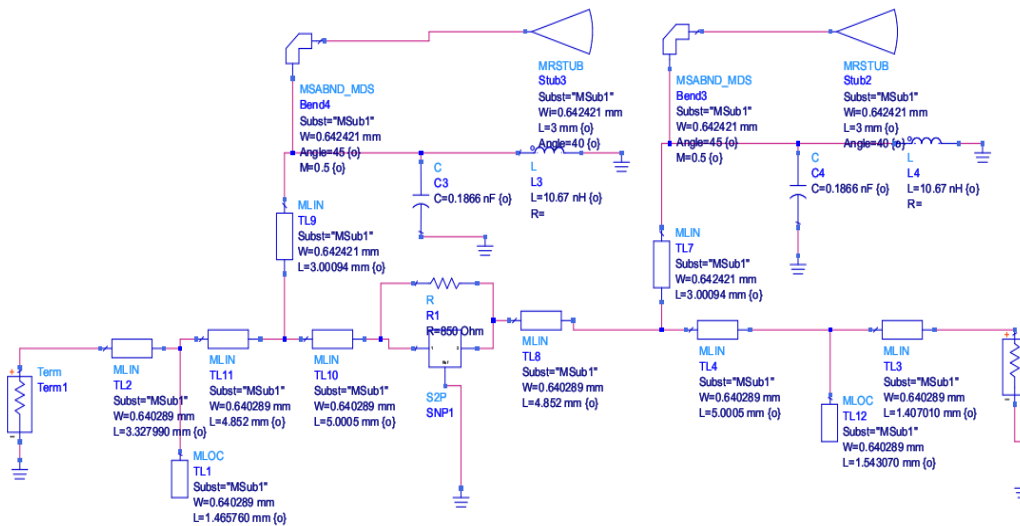 MSABND_MDS
Bend4
Subst="MSub1"
W=0.642421 mm
Angle=45 {o}
M=0.5 {o}
MRSTUB
Stub3
Subst="MSub1"
Wi=0.642421 mm
L=3 mm {o}
Angle=40 {o}
MSABND_MDS
Bend3
Subst="MSub1"
W=0.642421 mm
Angle=45 {o}
M=0.5 {o}
MRSTUB
Stub2
Subst="MSub1"
Wi=0.642421 mm
L=3 mm {o}
Angle=40 {o}
C
C3
C=0.1866 nF {o}
L
L3
L=10.67 nH {o}
R=
C
C4
C=0.1866 nF {o}
L
L4
L=10.67 nH {o}
R=
MLIN
TL9
Subst="MSub1"
W=0.642421 mm
L=3.00094 mm {o}
MLIN
TL7
Subst="MSub1"
W=0.642421 mm
L=3.00094 mm {o}
R
R1
R=850 Ohm
1
2
Ref
S2P
SNP1
Term
Term1
MLIN
TL2
Subst="MSub1"
W=0.640289 mm
L=3.327990 mm {o}
MLIN
TL11
Subst="MSub1"
W=0.640289 mm
L=4.852 mm {o}
MLIN
TL10
Subst="MSub1"
W=0.640289 mm
L=5.0005 mm {o}
MLIN
TL8
Subst="MSub1"
W=0.640289 mm
L=4.852 mm {o}
MLIN
TL4
Subst="MSub1"
W=0.640289 mm
L=5.0005 mm {o}
MLIN
TL3
Subst="MSub1"
W=0.640289 mm
L=1.407010 mm {o}
MLOC
TL1
Subst="MSub1"
W=0.640289 mm
L=1.465760 mm {o}
MLOC
TL12
Subst="MSub1"
W=0.640289 mm
L=1.543070 mm {o}